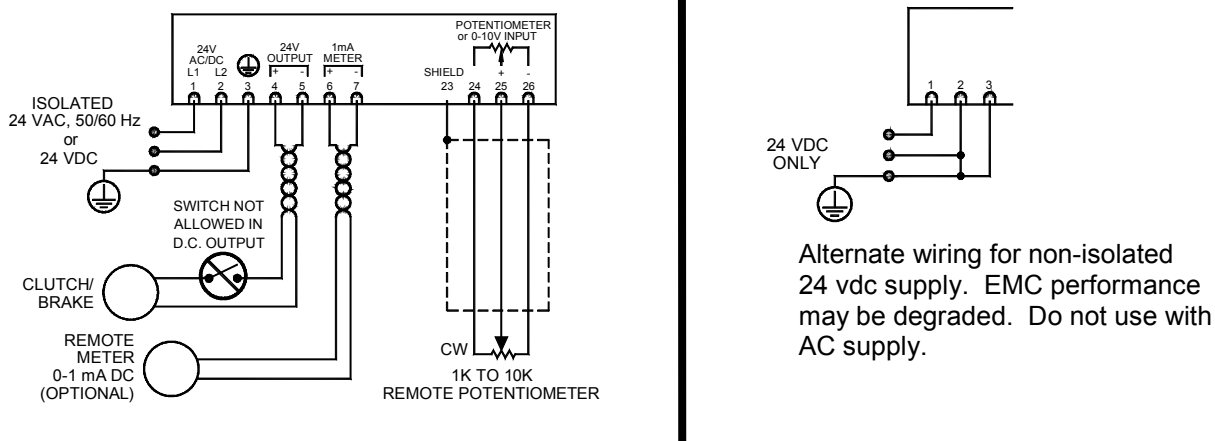 POTENTIOMETER
or 0-10V INPUT
24V
AC/DC
L1 L2
24V
OUTPUT
+ -
1mA
METER
+ -
SHIELD + -
1 2 3 4 5 6 7 23 24 25 26
ISOLATED
24 VAC, 50/60 Hz
or
24 VDC
SWITCH NOT
ALLOWED IN
D.C. OUTPUT
CLUTCH/
BRAKE
REMOTE
METER
0-1 mA DC
(OPTIONAL)
CW
1K TO 10K
REMOTE POTENTIOMETER
1 2 3
24 VDC
ONLY
Alternate wiring for non-isolated
24 vdc supply. EMC performance
may be degraded. Do not use with
AC supply.